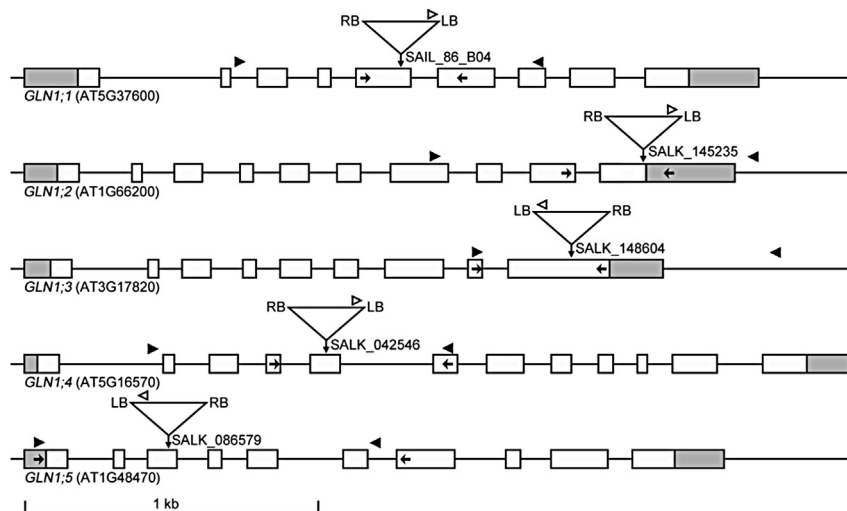 RB LB
SAIL_86_B04
GLN1;1 (AT5G37600)
RB LB
SALK_145235
GLN1;2 (AT1G66200)
LB RB
SALK_148604
GLN1;3 (AT3G17820)
RB LB
SALK_042546
GLN1;4 (AT5G16570)
LB RB
SALK_086579
GLN1;5 (AT1G48470)
1 kb